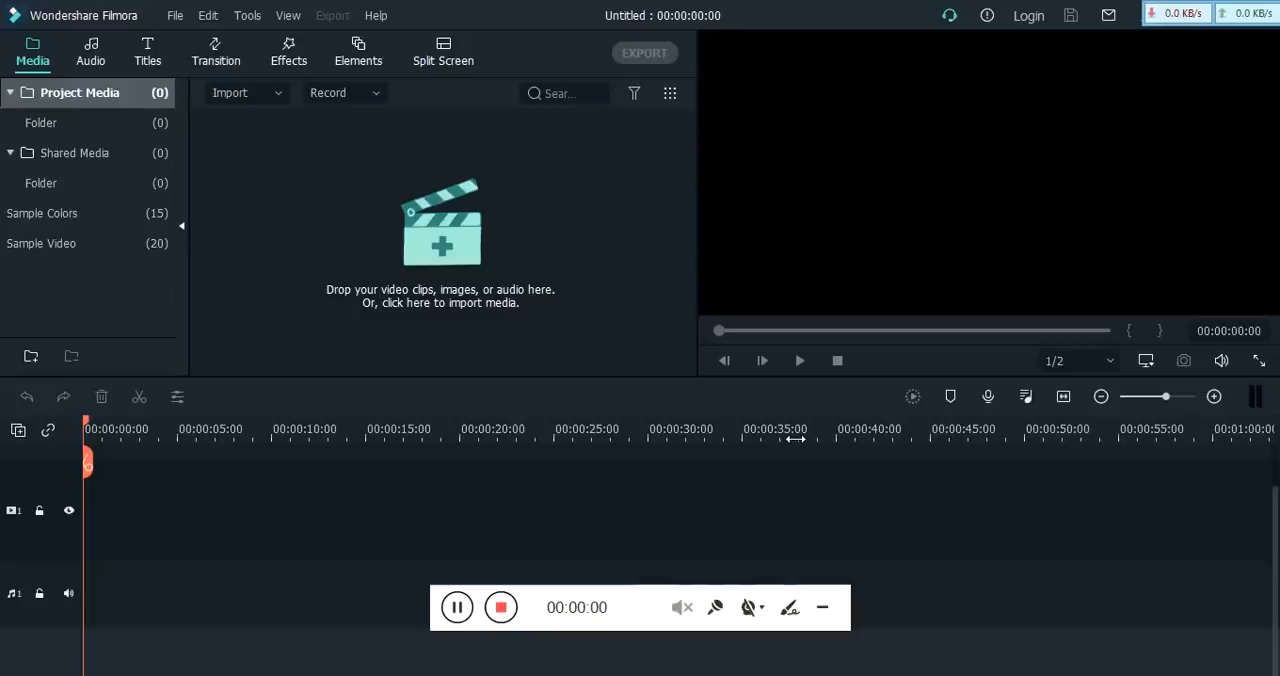 Wondershare Filmora File Edit Tools View Export Help Untitled : 00:00:00:00 Login 0.0 KB/s 0.0 KB/s
Media Audio Titles Transition Effects Elements Split Screen EXPORT
Project Media (0) Import Record Sear...
Folder (0)
Shared Media (0)
Folder (0)
Sample Colors (15)
Sample Video (20)
Drop your video clips, images, or audio here.
Or, click here to import media.
{ } 00:00:00:00
1/2
00:00:00:00 00:00:05:00 00:00:10:00 00:00:15:00 00:00:20:00 00:00:25:00 00:00:30:00 00:00:35:00 00:00:40:00 00:00:45:00 00:00:50:00 00:00:55:00 00:01:00:0
1
1
00:00:00